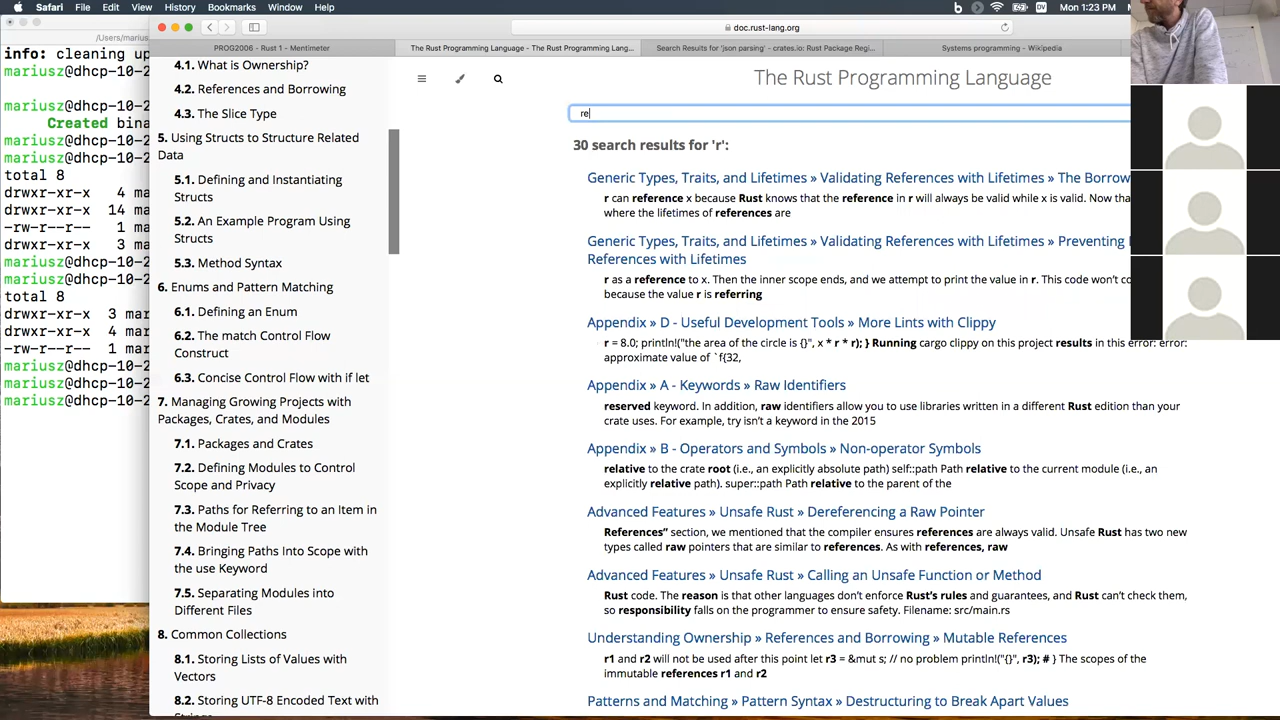 Safari File Edit View History Bookmarks Window Help
Mon 1:23 PM
doc.rust-lang.org
PROG2006 - Rust 1 - Mentimeter
The Rust Programming Language - The Rust Programming Lang...
Search Results for 'json parsing' - crates.io: Rust Package Regi...
Systems programming - Wikipedia
info: cleaning up
mariusz@dhcp-10-2
mariusz@dhcp-10-2
Created bina
mariusz@dhcp-10-2
mariusz@dhcp-10-2
total 8
drwxr-xr-x 4 mar
drwxr-xr-x 14 mar
-rw-r--r-- 1 mar
drwxr-xr-x 3 mar
mariusz@dhcp-10-2
mariusz@dhcp-10-2
total 8
drwxr-xr-x 3 mar
drwxr-xr-x 4 mar
-rw-r--r-- 1 mar
mariusz@dhcp-10-2
mariusz@dhcp-10-2
mariusz@dhcp-10-2
4.1. What is Ownership?
4.2. References and Borrowing
4.3. The Slice Type
5. Using Structs to Structure Related
Data
5.1. Defining and Instantiating
Structs
5.2. An Example Program Using
Structs
5.3. Method Syntax
6. Enums and Pattern Matching
6.1. Defining an Enum
6.2. The match Control Flow
Construct
6.3. Concise Control Flow with if let
7. Managing Growing Projects with
Packages, Crates, and Modules
7.1. Packages and Crates
7.2. Defining Modules to Control
Scope and Privacy
7.3. Paths for Referring to an Item in
the Module Tree
7.4. Bringing Paths Into Scope with
the use Keyword
7.5. Separating Modules into
Different Files
8. Common Collections
8.1. Storing Lists of Values with
Vectors
8.2. Storing UTF-8 Encoded Text with
The Rust Programming Language
re
30 search results for 'r':
Generic Types, Traits, and Lifetimes » Validating References with Lifetimes » The Borrow
r can reference x because Rust knows that the reference in r will always be valid while x is valid. Now tha
where the lifetimes of references are
Generic Types, Traits, and Lifetimes » Validating References with Lifetimes » Preventing
References with Lifetimes
r as a reference to x. Then the inner scope ends, and we attempt to print the value in r. This code won't co
because the value r is referring
Appendix » D - Useful Development Tools » More Lints with Clippy
r = 8.0; println!("the area of the circle is {}", x * r * r); } Running cargo clippy on this project results in this error: error:
approximate value of `f{32,
Appendix » A - Keywords » Raw Identifiers
reserved keyword. In addition, raw identifiers allow you to use libraries written in a different Rust edition than your
crate uses. For example, try isn't a keyword in the 2015
Appendix » B - Operators and Symbols » Non-operator Symbols
relative to the crate root (i.e., an explicitly absolute path) self::path Path relative to the current module (i.e., an
explicitly relative path). super::path Path relative to the parent of the
Advanced Features » Unsafe Rust » Dereferencing a Raw Pointer
References" section, we mentioned that the compiler ensures references are always valid. Unsafe Rust has two new
types called raw pointers that are similar to references. As with references, raw
Advanced Features » Unsafe Rust » Calling an Unsafe Function or Method
Rust code. The reason is that other languages don't enforce Rust's rules and guarantees, and Rust can't check them,
so responsibility falls on the programmer to ensure safety. Filename: src/main.rs
Understanding Ownership » References and Borrowing » Mutable References
r1 and r2 will not be used after this point let r3 = &mut s; // no problem println!("{}", r3); # } The scopes of the
immutable references r1 and r2
Patterns and Matching » Pattern Syntax » Destructuring to Break Apart Values